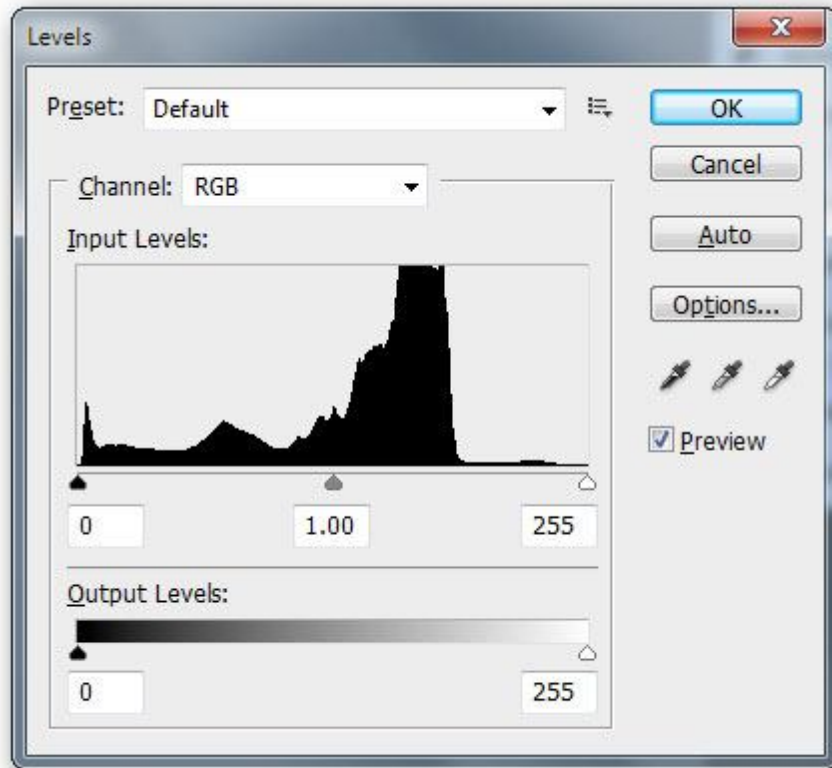 Levels
X
Preset: Default
OK
Cancel
Channel: RGB
Auto
Input Levels:
Options...
Preview
0 1.00 255
Output Levels:
0 255